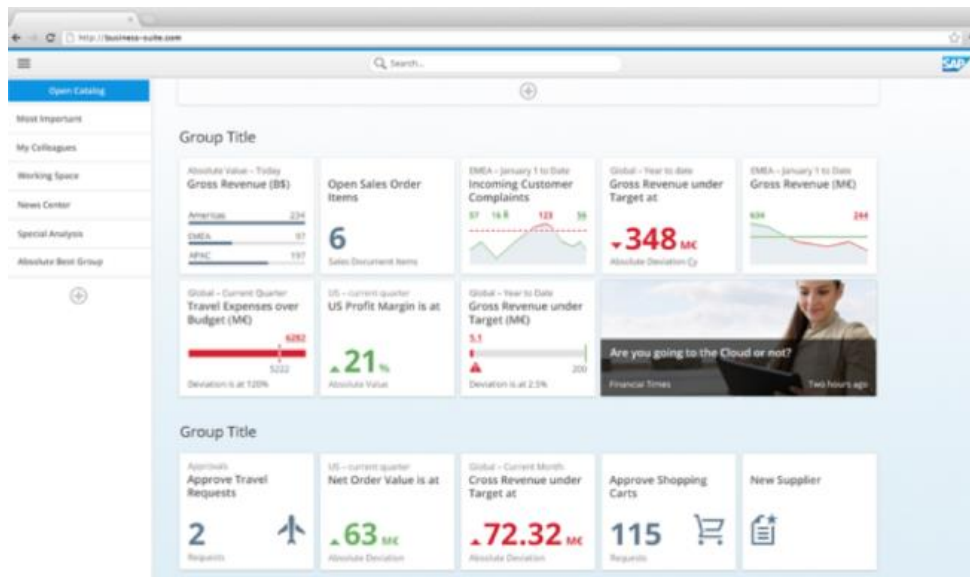 http://business-suite.com
Search...
SAP
Open Catalog
Most Important
My Colleagues
Working Space
News Center
Special Analysis
Absolute Best Group
Group Title
Absolute Value – Today
Gross Revenue (B$)
Americas 234
EMEA 97
APAC 197
Open Sales Order
Items
6
Sales Document Items
EMEA – January 1 to Date
Incoming Customer
Complaints
57 123 56
Global – Year to date
Gross Revenue under
Target at
348 M€
Absolute Deviation
EMEA – January 1 to Date
Gross Revenue (M€)
634 244
Global – Current Quarter
Travel Expenses over
Budget (M€)
6282
5222
Deviation is at 120%
US – current quarter
US Profit Margin is at
21 %
Absolute Value
Global – Year to Date
Gross Revenue under
Target (M€)
5.1
200
Deviation is at 2.5%
Are you going to the Cloud or not?
Financial Times Two hours ago
Group Title
Approvals
Approve Travel
Requests
2
Requests
US – current quarter
Net Order Value is at
63 M€
Absolute Deviation
Global – Current Month
Cross Revenue under
Target at
72.32 M€
Absolute Deviation
Approve Shopping
Carts
115
Requests
New Supplier